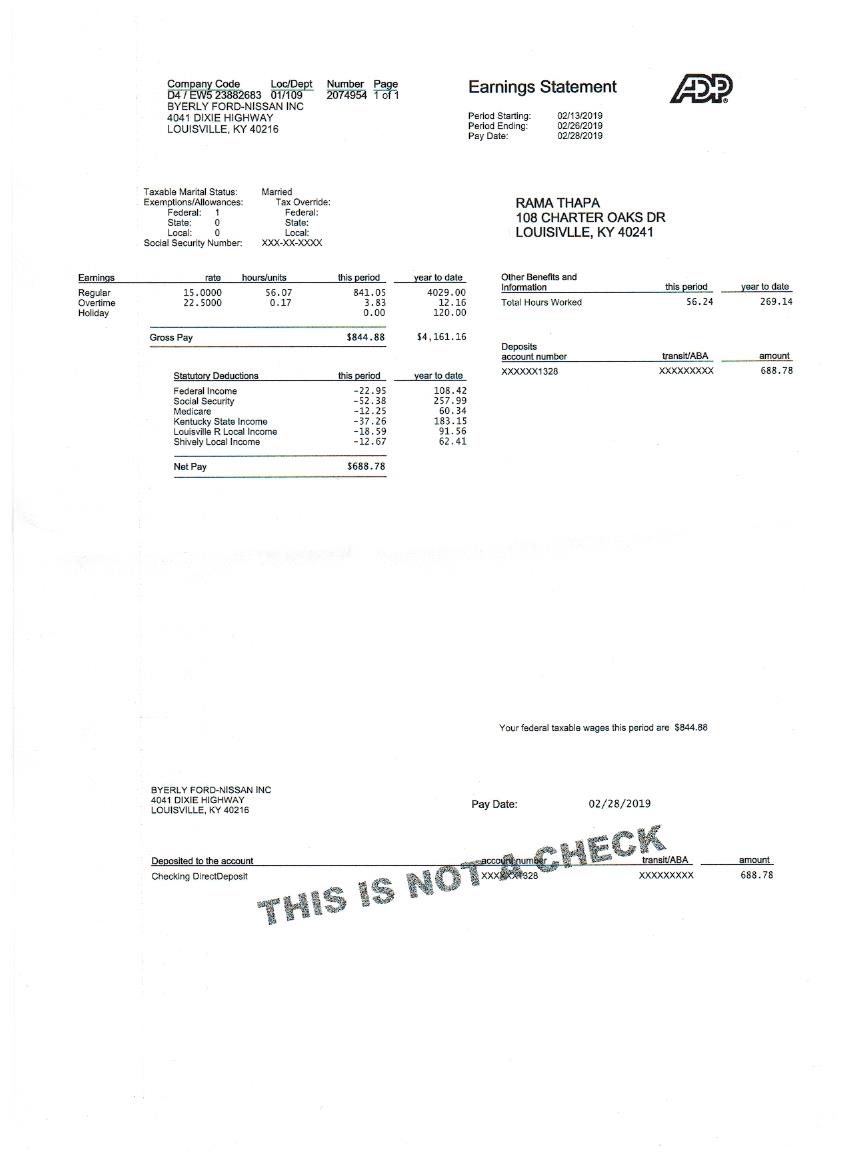 Company Code Loc/Dept Number Page
D4 / EW5 23882683 01/109 2074954 1 of 1
BYERLY FORD-NISSAN INC
4041 DIXIE HIGHWAY
LOUISVILLE, KY 40216
Earnings Statement
ADP
Period Starting: 02/13/2019
Period Ending: 02/26/2019
Pay Date: 02/28/2019
Taxable Marital Status: Married
Exemptions/Allowances: Tax Override:
Federal: 1 Federal:
State: 0 State:
Local: 0 Local:
Social Security Number: XXX-XX-XXXX
RAMA THAPA
108 CHARTER OAKS DR
LOUISIVLLE, KY 40241
Earnings rate hours/units this period year to date
Regular 15.0000 56.07 841.05 4029.00
Overtime 22.5000 0.17 3.83 12.16
Holiday 0.00 120.00
Gross Pay $844.88 $4,161.16
Other Benefits and
Information this period year to date
Total Hours Worked 56.24 269.14
Deposits
account number transit/ABA amount
XXXXXX1328 XXXXXXXXX 688.78
Statutory Deductions this period year to date
Federal Income -22.95 108.42
Social Security -52.38 257.99
Medicare -12.25 60.34
Kentucky State Income -37.26 183.15
Louisville R Local Income -18.59 91.56
Shively Local Income -12.67 62.41
Net Pay $688.78
Your federal taxable wages this period are $844.88
BYERLY FORD-NISSAN INC
4041 DIXIE HIGHWAY
LOUISVILLE, KY 40216
Pay Date: 02/28/2019
Deposited to the account account number transit/ABA amount
Checking DirectDeposit XXXXXX1328 XXXXXXXXX 688.78
THIS IS NOT A CHECK